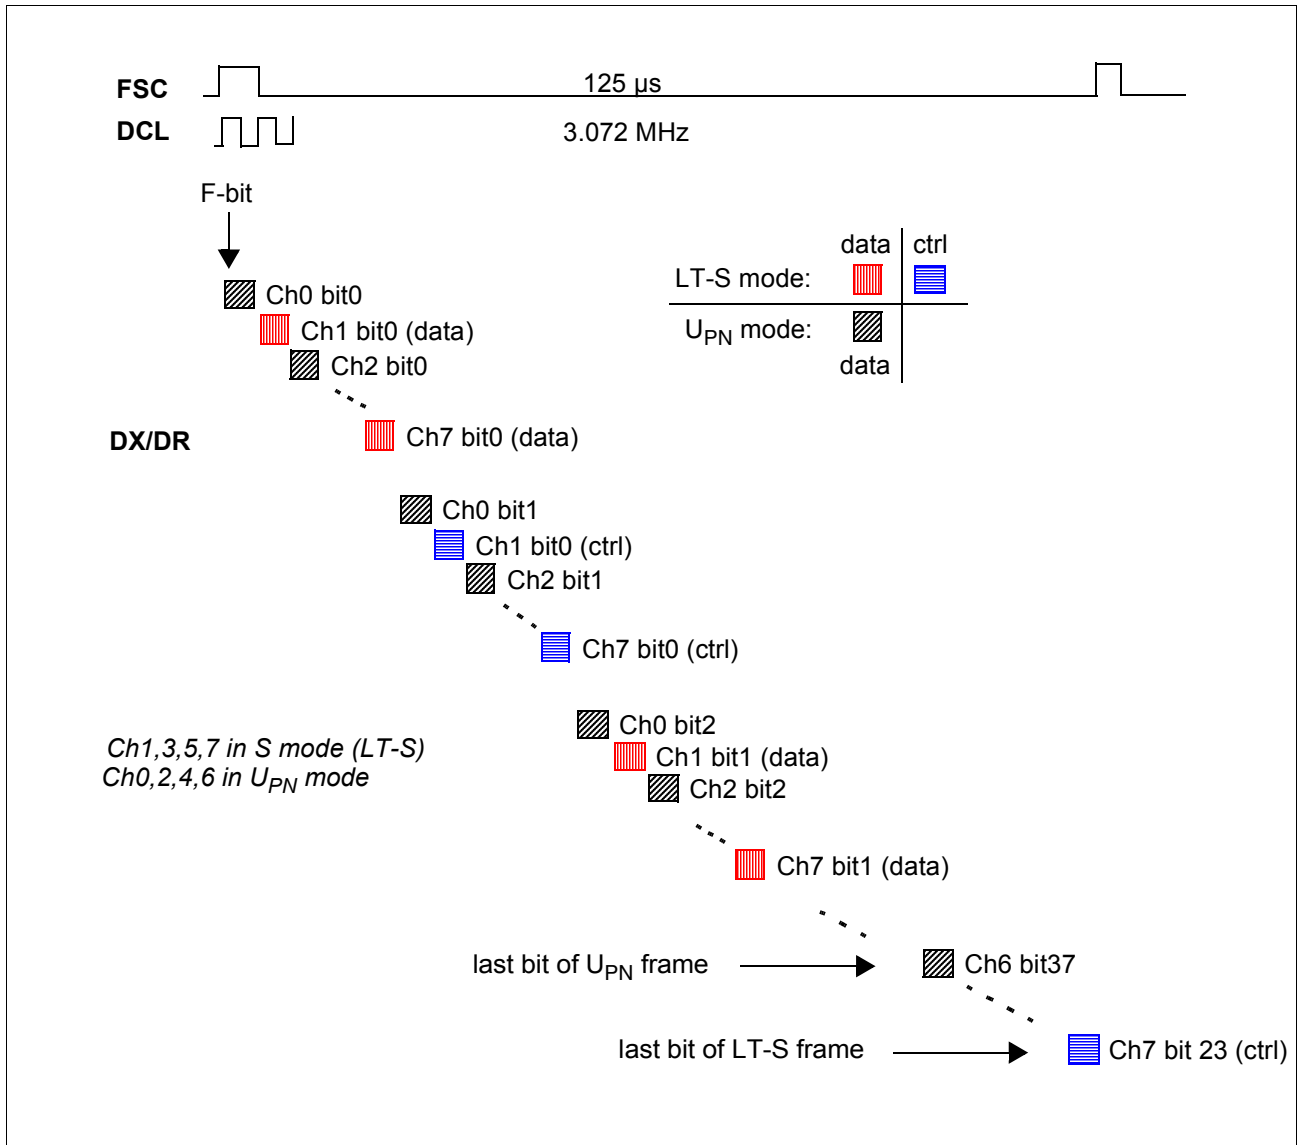 FSC 125 µs
DCL 3.072 MHz
F-bit
data ctrl
LT-S mode:
Ch0 bit0
Ch1 bit0 (data)
UPN mode:
Ch2 bit0
data
DX/DR
Ch7 bit0 (data)
Ch0 bit1
Ch1 bit0 (ctrl)
Ch2 bit1
Ch7 bit0 (ctrl)
Ch0 bit2
Ch1,3,5,7 in S mode (LT-S)
Ch1 bit1 (data)
Ch0,2,4,6 in UPN mode
Ch2 bit2
Ch7 bit1 (data)
last bit of UPN frame Ch6 bit37
last bit of LT-S frame Ch7 bit 23 (ctrl)